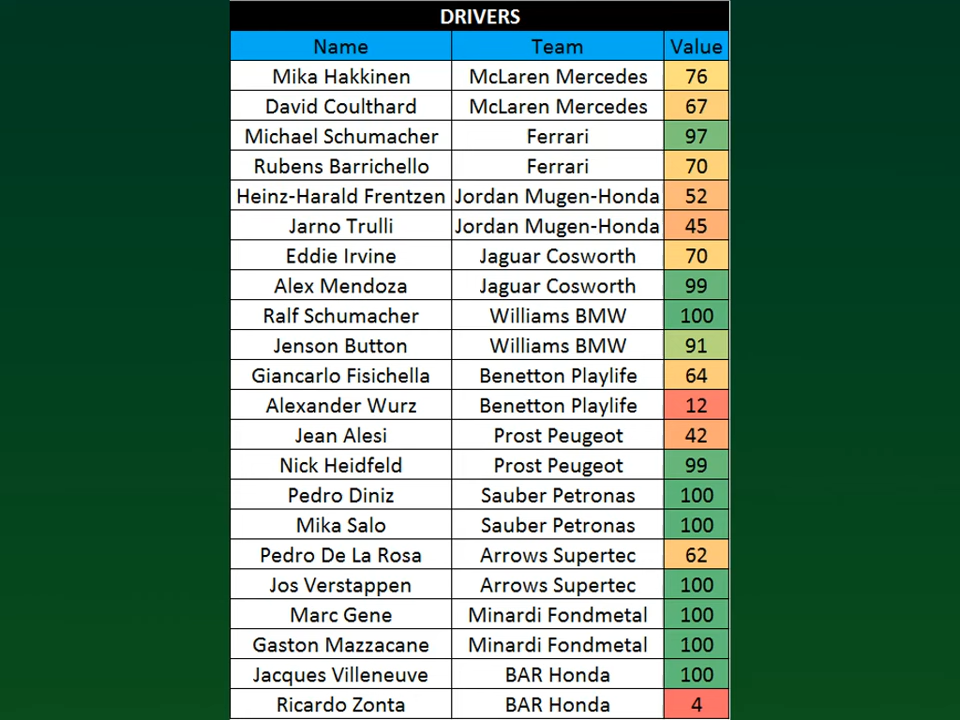 DRIVERS
Name Team Value
Mika Hakkinen McLaren Mercedes 76
David Coulthard McLaren Mercedes 67
Michael Schumacher Ferrari 97
Rubens Barrichello Ferrari 70
Heinz-Harald Frentzen Jordan Mugen-Honda 52
Jarno Trulli Jordan Mugen-Honda 45
Eddie Irvine Jaguar Cosworth 70
Alex Mendoza Jaguar Cosworth 99
Ralf Schumacher Williams BMW 100
Jenson Button Williams BMW 91
Giancarlo Fisichella Benetton Playlife 64
Alexander Wurz Benetton Playlife 12
Jean Alesi Prost Peugeot 42
Nick Heidfeld Prost Peugeot 99
Pedro Diniz Sauber Petronas 100
Mika Salo Sauber Petronas 100
Pedro De La Rosa Arrows Supertec 62
Jos Verstappen Arrows Supertec 100
Marc Gene Minardi Fondmetal 100
Gaston Mazzacane Minardi Fondmetal 100
Jacques Villeneuve BAR Honda 100
Ricardo Zonta BAR Honda 4